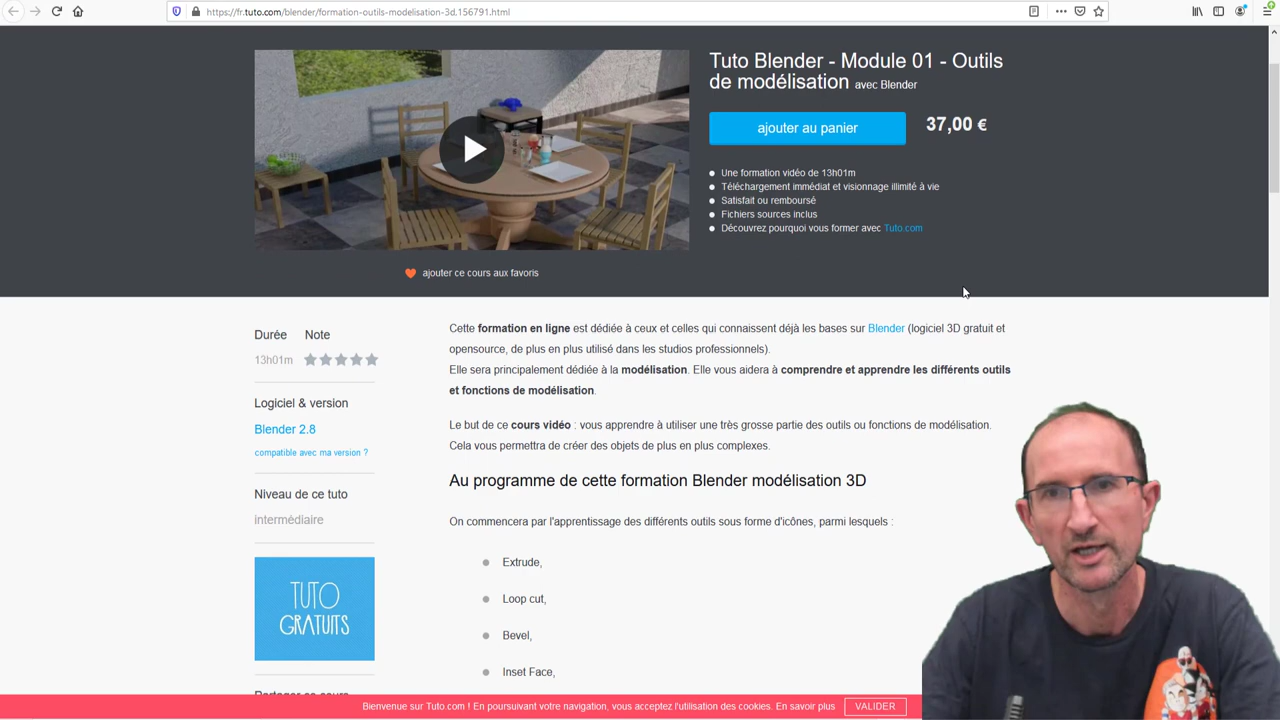 https://fr.tuto.com/blender/formation-outils-modelisation-3d,156791.html
Tuto Blender - Module 01 - Outils
de modélisation avec Blender
ajouter au panier
37,00 €
Une formation vidéo de 13h01m
Téléchargement immédiat et visionnage illimité à vie
Satisfait ou remboursé
Fichiers sources inclus
Découvrez pourquoi vous former avec Tuto.com
ajouter ce cours aux favoris
Durée Note
13h01m
Logiciel & version
Blender 2.8
compatible avec ma version ?
Niveau de ce tuto
intermédiaire
TUTO
GRATUITS
Partager ce cours
Cette formation en ligne est dédiée à ceux et celles qui connaissent déjà les bases sur Blender (logiciel 3D gratuit et
opensource, de plus en plus utilisé dans les studios professionnels).
Elle sera principalement dédiée à la modélisation. Elle vous aidera à comprendre et apprendre les différents outils
et fonctions de modélisation.
Le but de ce cours vidéo : vous apprendre à utiliser une très grosse partie des outils ou fonctions de modélisation.
Cela vous permettra de créer des objets de plus en plus complexes.
Au programme de cette formation Blender modélisation 3D
On commencera par l'apprentissage des différents outils sous forme d'icônes, parmi lesquels :
Extrude,
Loop cut,
Bevel,
Inset Face,
Bienvenue sur Tuto.com ! En poursuivant votre navigation, vous acceptez l'utilisation des cookies. En savoir plus
VALIDER